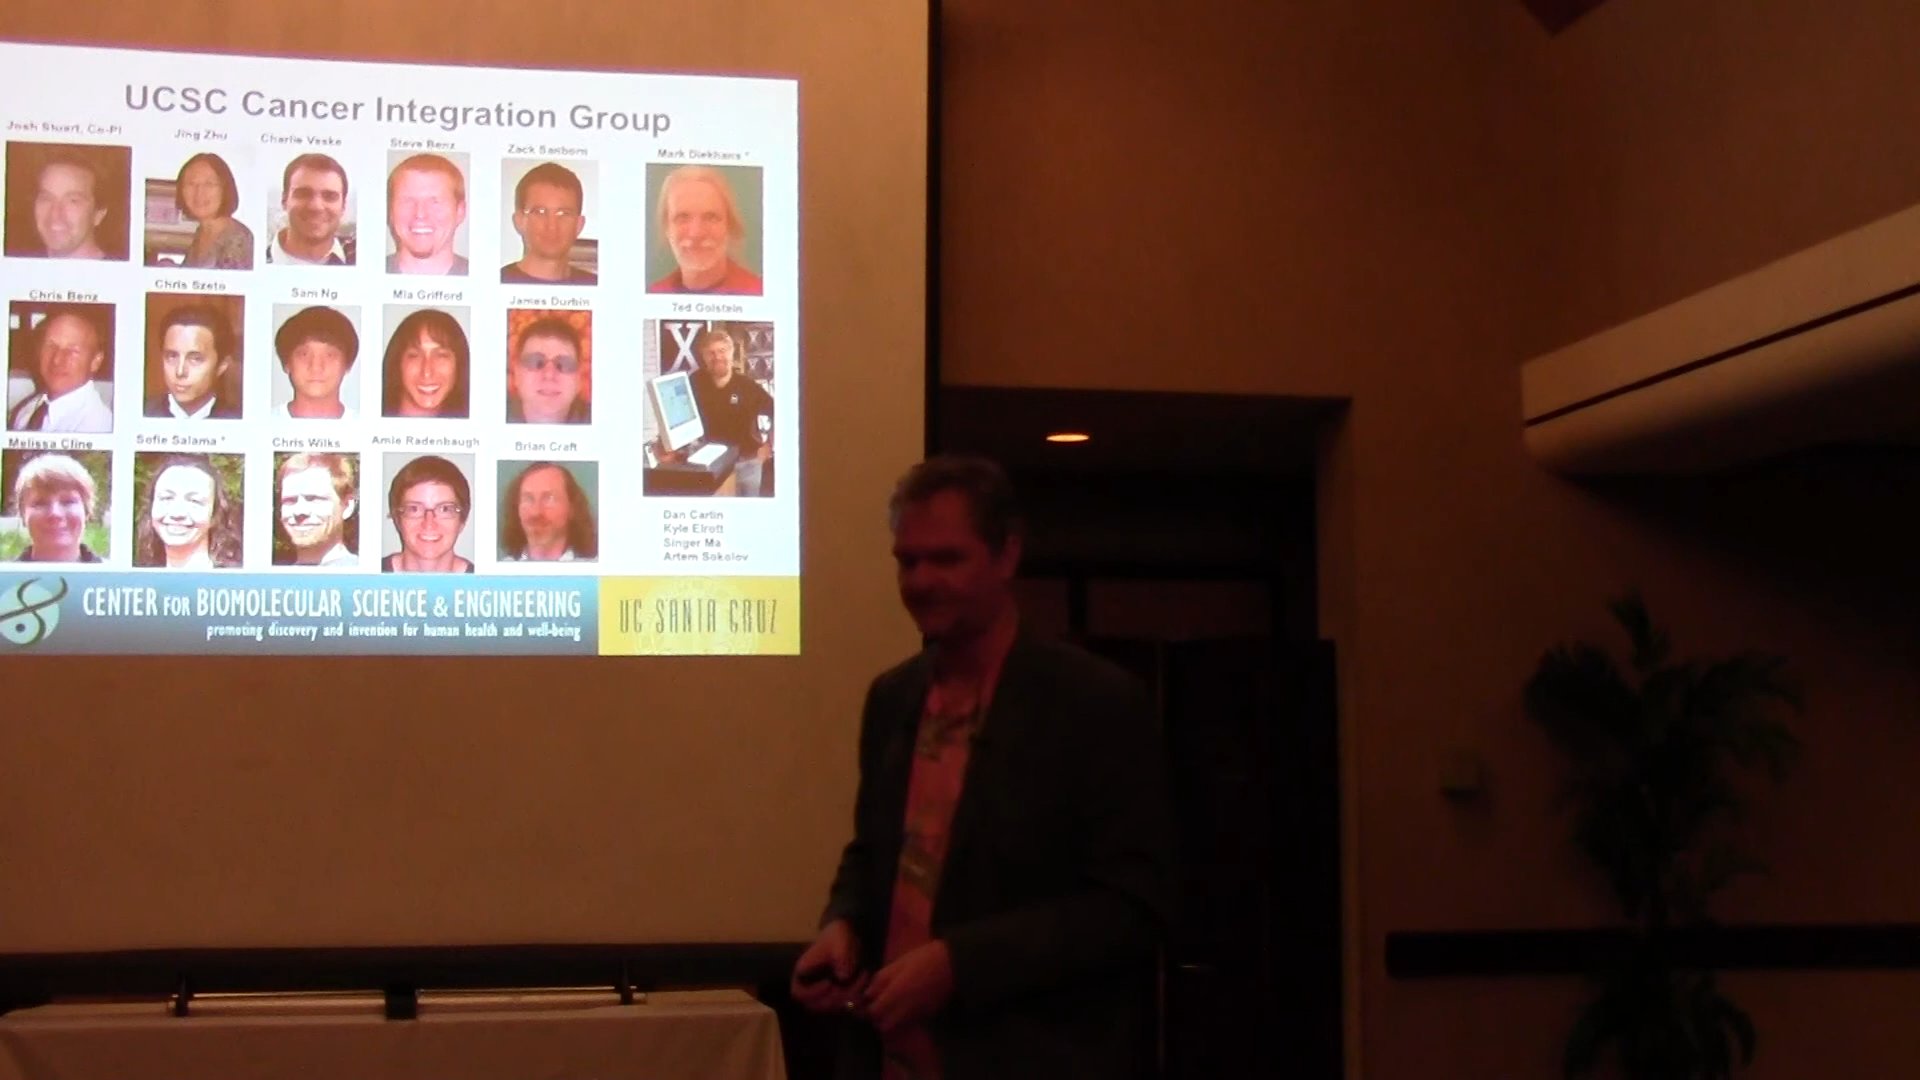 UCSC Cancer Integration Group
Josh Stuart, Co-PI
Jing Zhu
Charlie Vaske
Steve Benz
Zack Sanborn
Mark Diekhans *
Chris Benz
Chris Szeto
Sam Ng
Mia Grifford
James Durbin
Ted Golstein
X
Melissa Cline
Sofie Salama *
Chris Wilks
Amie Radenbaugh
Brian Craft
Dan Carlin
Kyle Elrott
Singer Ma
Artem Sokolov
CENTER FOR BIOMOLECULAR SCIENCE & ENGINEERING
promoting discovery and invention for human health and well-being
UC SANTA CRUZ